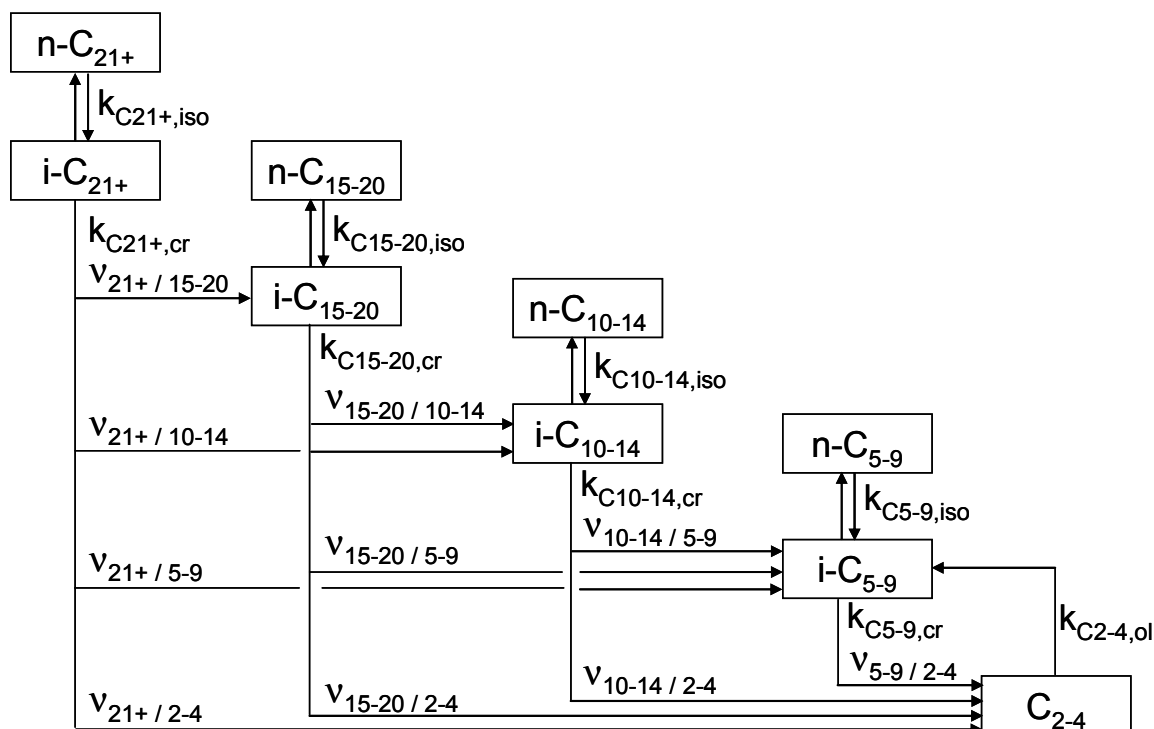 n-C21+
kC21+,iso
i-C21+
n-C15-20
kC21+,cr
kC15-20,iso
ν21+ / 15-20
i-C15-20
n-C10-14
kC15-20,cr
kC10-14,iso
ν15-20 / 10-14
ν21+ / 10-14
i-C10-14
n-C5-9
kC10-14,cr
kC5-9,iso
ν10-14 / 5-9
ν15-20 / 5-9
ν21+ / 5-9
i-C5-9
kC5-9,cr
kC2-4,ol
ν5-9 / 2-4
ν10-14 / 2-4
ν15-20 / 2-4
ν21+ / 2-4
C2-4